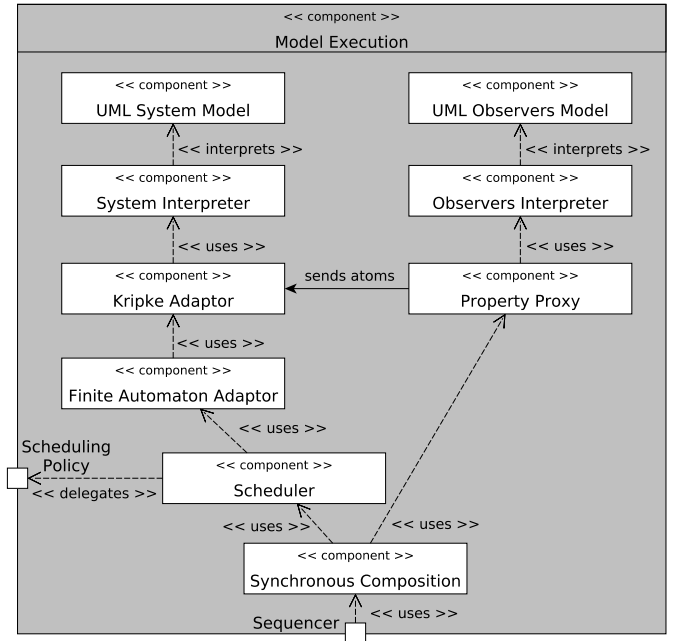 << component >>
Model Execution
<< component >>
UML System Model
<< component >>
UML Observers Model
<< interprets >>
<< interprets >>
<< component >>
System Interpreter
<< component >>
Observers Interpreter
<< uses >>
<< uses >>
<< component >>
Kripke Adaptor
sends atoms
<< component >>
Property Proxy
<< uses >>
<< component >>
Finite Automaton Adaptor
<< uses >>
Scheduling
Policy
<< delegates >>
<< component >>
Scheduler
<< uses >>
<< uses >>
<< component >>
Synchronous Composition
<< uses >>
Sequencer